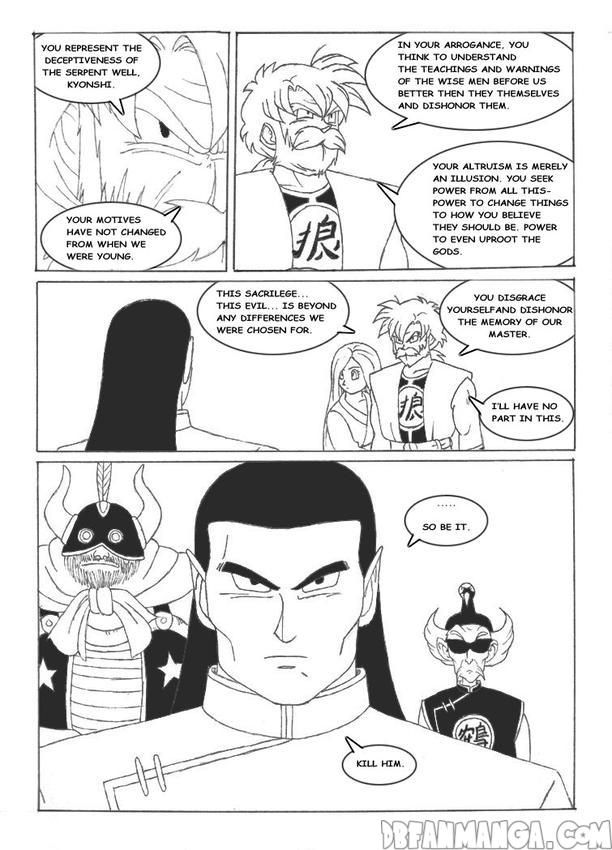 YOU REPRESENT THE
DECEPTIVENESS OF
THE SERPENT WELL,
KYONSHI.
YOUR MOTIVES
HAVE NOT CHANGED
FROM WHEN WE
WERE YOUNG.
IN YOUR ARROGANCE, YOU
THINK TO UNDERSTAND
THE TEACHINGS AND WARNINGS
OF THE WISE MEN BEFORE US
BETTER THEN THEY THEMSELVES
AND DISHONOR THEM.
YOUR ALTRUISM IS MERELY
AN ILLUSION. YOU SEEK
POWER FROM ALL THIS-
POWER TO CHANGE THINGS
TO HOW YOU BELIEVE
THEY SHOULD BE. POWER
TO EVEN UPROOT THE
GODS.
狼
THIS SACRILEGE...
THIS EVIL... IS BEYOND
ANY DIFFERENCES WE
WERE CHOSEN FOR.
YOU DISGRACE
YOURSELFAND DISHONOR
THE MEMORY OF OUR
MASTER.
I'LL HAVE NO
PART IN THIS.
狼
.....
SO BE IT.
鶴
KILL HIM.
DBFANMANGA.COM